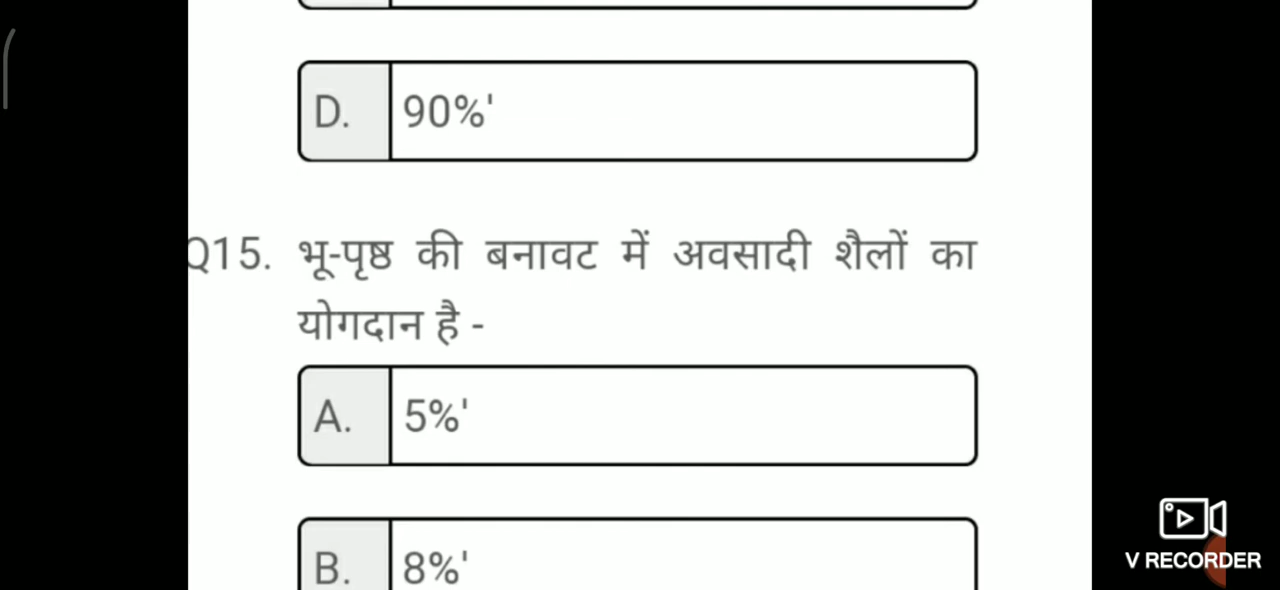 D. 90%'
Q15. भू-पृष्ठ की बनावट में अवसादी शैलों का
योगदान है -
A. 5%'
B. 8%'
V RECORDER